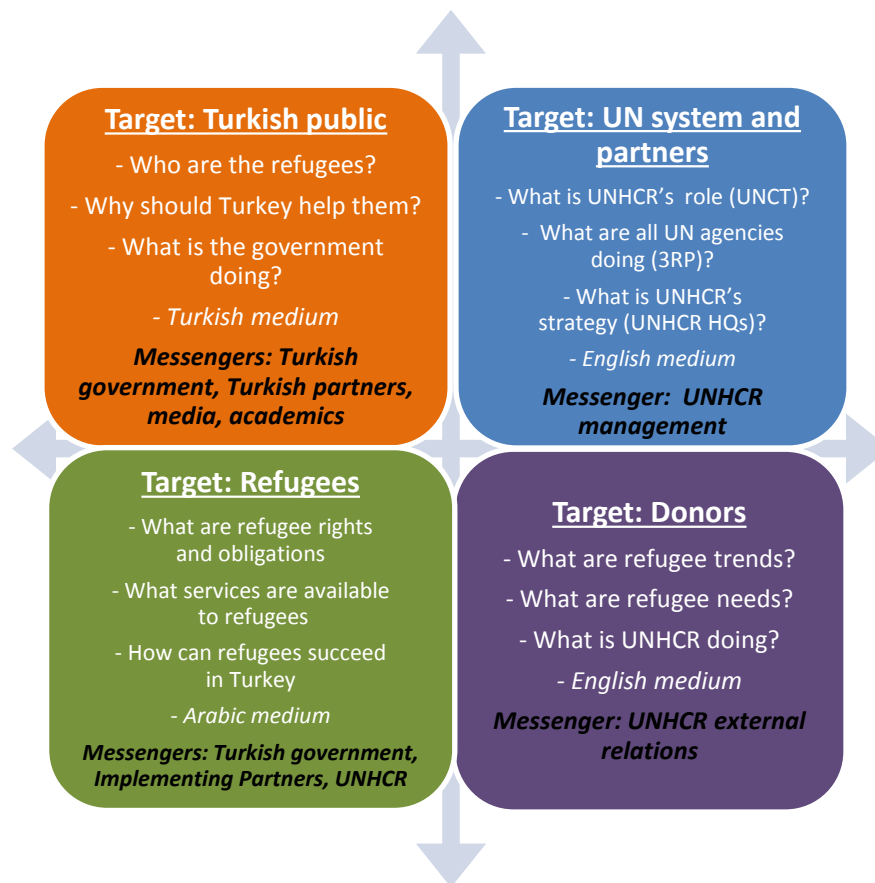 Target: Turkish public
- Who are the refugees?
- Why should Turkey help them?
- What is the government
doing?
- Turkish medium
Messengers: Turkish
government, Turkish partners,
media, academics
Target: UN system and
partners
- What is UNHCR’s role (UNCT)?
- What are all UN agencies
doing (3RP)?
- What is UNHCR’s
strategy (UNHCR HQs)?
- English medium
Messenger: UNHCR
management
Target: Refugees
- What are refugee rights
and obligations
- What services are available
to refugees
- How can refugees succeed
in Turkey
- Arabic medium
Messengers: Turkish government,
Implementing Partners, UNHCR
Target: Donors
- What are refugee trends?
- What are refugee needs?
- What is UNHCR doing?
- English medium
Messenger: UNHCR external
relations